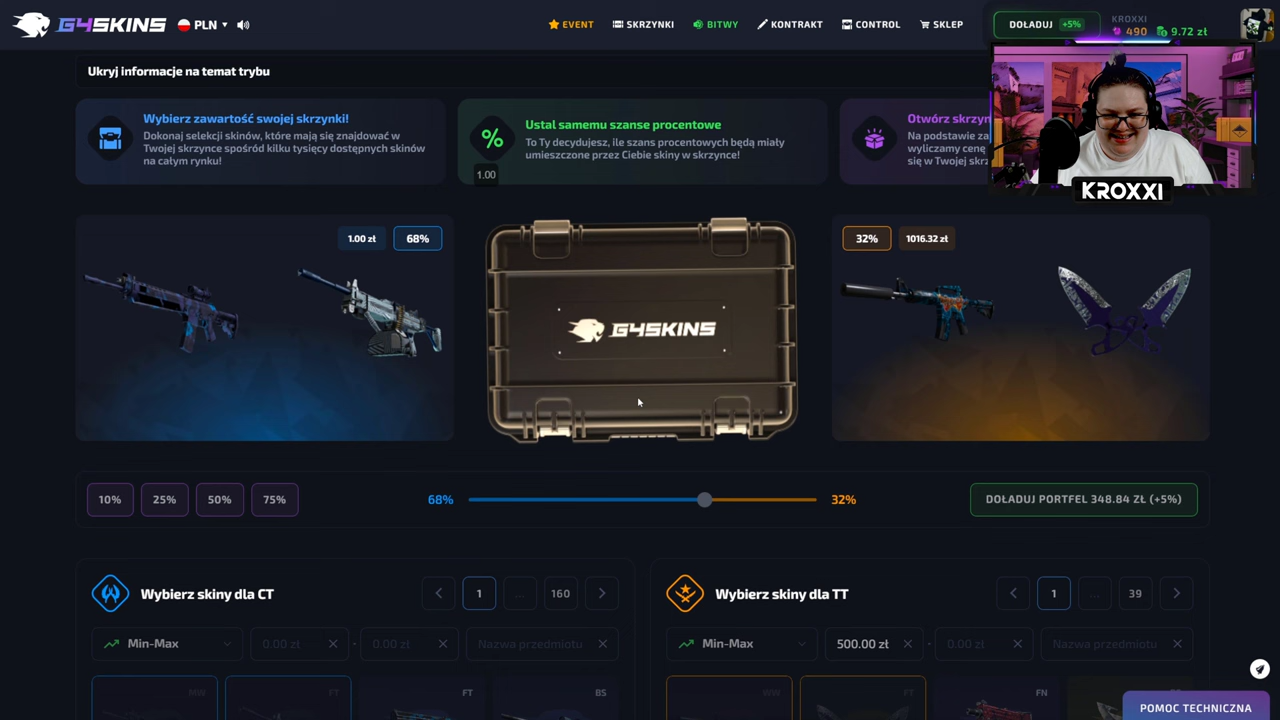 G4SKINS
PLN
EVENT
SKRZYNKI
BITWY
KONTRAKT
CONTROL
SKLEP
DOŁADUJ +5%
KROXXI
490 9.72 zł
Ukryj informacje na temat trybu
Wybierz zawartość swojej skrzynki!
Dokonaj selekcji skinów, które mają się znajdować w
Twojej skrzynce spośród kilku tysięcy dostępnych skinów
na całym rynku!
Ustal samemu szanse procentowe
To Ty decydujesz, ile szans procentowych będą miały
umieszczone przez Ciebie skiny w skrzynce!
1.00
Otwórz skrzyn
Na podstawie za
wyliczamy cenę
się w Twojej skrz
KROXXI
1.00 zł 68%
G4SKINS
32% 1016.32 zł
10% 25% 50% 75%
68% 32%
DOŁADUJ PORTFEL 348.84 ZŁ (+5%)
Wybierz skiny dla CT
1 ... 160
Wybierz skiny dla TT
1 ... 39
Min-Max 0.00 zł - 0.00 zł Nazwa przedmiotu
Min-Max 500.00 zł - 0.00 zł Nazwa przedmiotu
MW FT FT BS
WW FT FN
POMOC TECHNICZNA